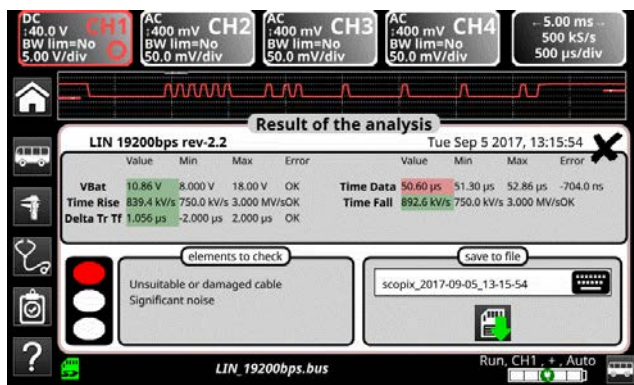 DC
÷40.0 V CH1
BW lim=No
5.00 V/div
AC
÷400 mV CH2
BW lim=No
50.0 mV/div
AC
÷400 mV CH3
BW lim=No
50.0 mV/div
AC
÷400 mV CH4
BW lim=No
50.0 mV/div
5.00 ms
500 kS/s
500 µs/div
Result of the analysis
LIN 19200bps rev-2.2 Tue Sep 5 2017, 13:15:54
Value Min Max Error Value Min Max Error
VBat 10.86 V 8.000 V 18.00 V OK Time Data 50.60 µs 51.30 µs 52.86 µs -704.0 ns
Time Rise 839.4 kV/s 750.0 kV/s 3.000 MV/s OK Time Fall 892.6 kV/s 750.0 kV/s 3.000 MV/s OK
Delta Tr Tf 1.056 µs -2.000 µs 2.000 µs OK
elements to check
Unsuitable or damaged cable
Significant noise
save to file
scopix_2017-09-05_13-15-54
?
LIN_19200bps.bus
Run, CH1 , + , Auto